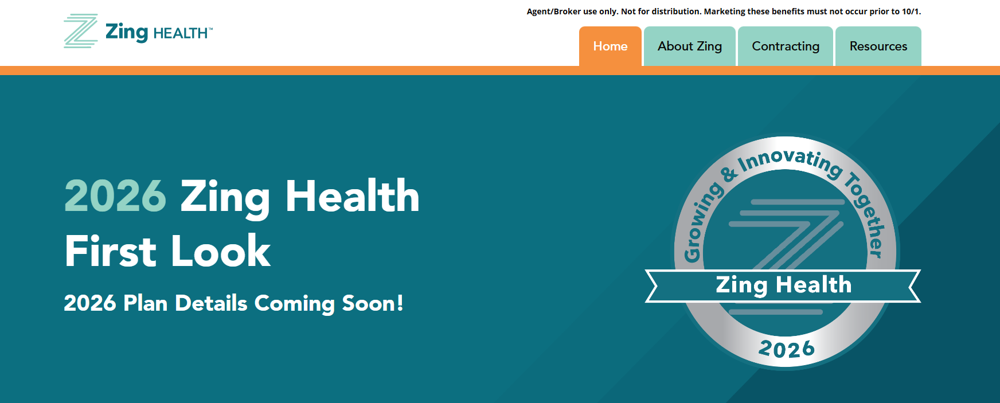 Agent/Broker use only. Not for distribution. Marketing these benefits must not occur prior to 10/1.
Zing HEALTH™
Home
About Zing
Contracting
Resources
2026 Zing Health
First Look
2026 Plan Details Coming Soon!
Growing & Innovating Together
Zing Health
2026